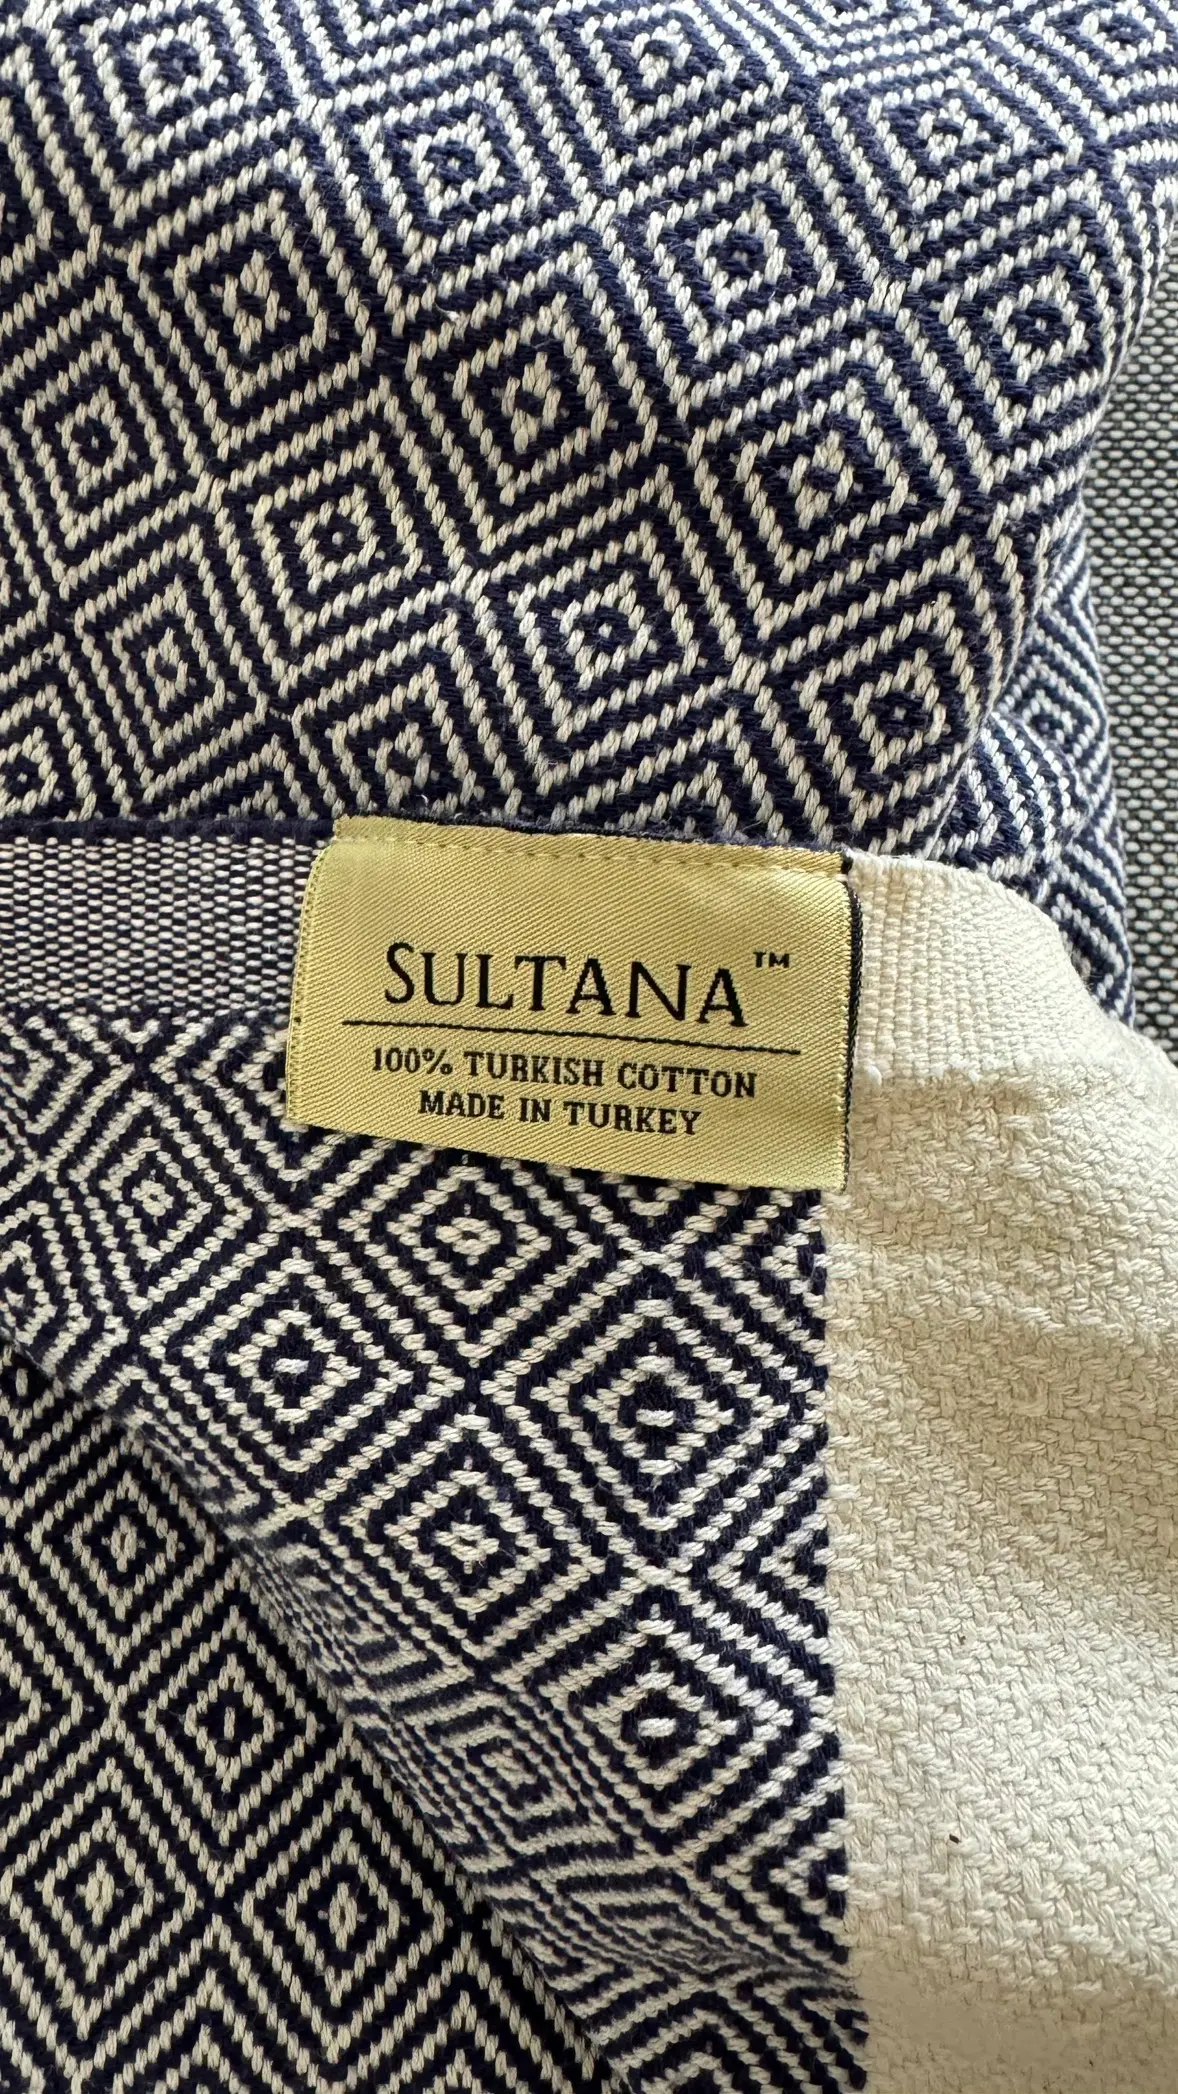 SULTANA™
100% TURKISH COTTON
MADE IN TURKEY